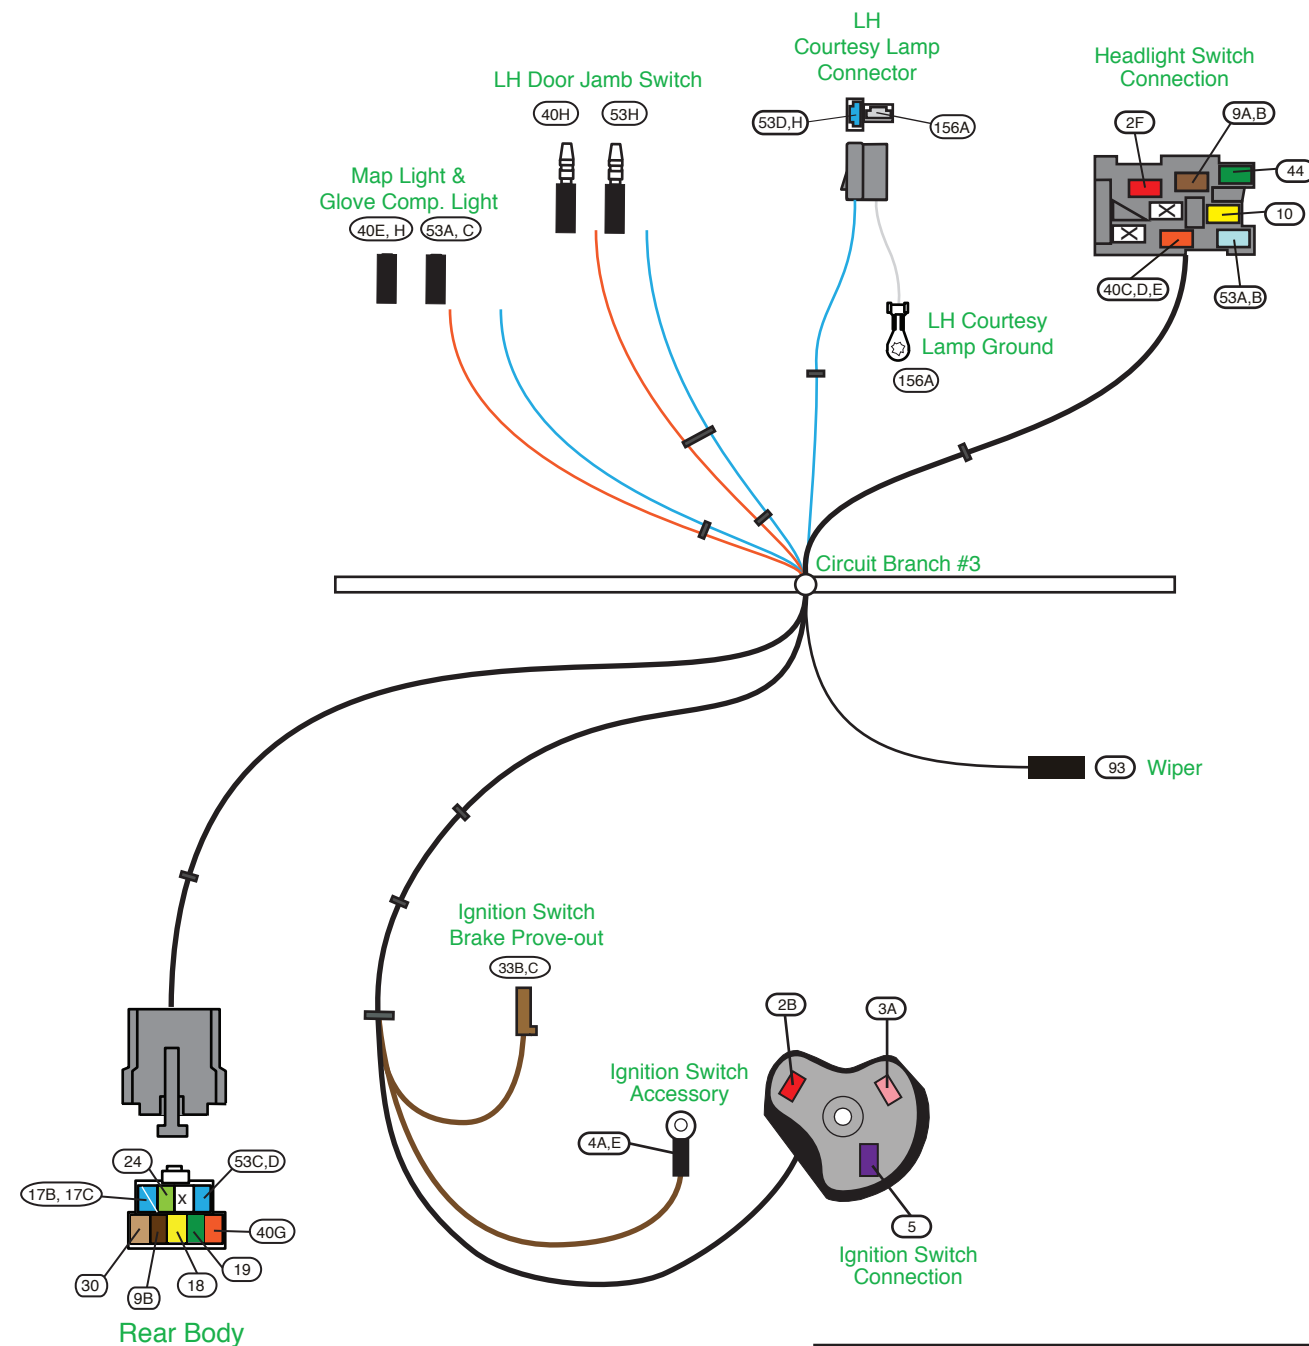 LH
Courtesy Lamp
Connector
Headlight Switch
Connection
LH Door Jamb Switch
40H
53H
53D,H
156A
2F
9A,B
44
10
40C,D,E
53A,B
Map Light &
Glove Comp. Light
40E, H
53A, C
LH Courtesy
Lamp Ground
156A
Circuit Branch #3
93
Wiper
Ignition Switch
Brake Prove-out
33B,C
2B
3A
Ignition Switch
Accessory
4A,E
5
Ignition Switch
Connection
24
53C,D
17B, 17C
X
40G
19
30
18
9B
Rear Body